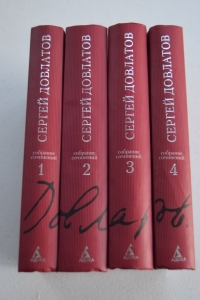 СЕРГЕЙ ДОВЛАТОВ
собрание
сочинений
1
СЕРГЕЙ ДОВЛАТОВ
собрание
сочинений
2
СЕРГЕЙ ДОВЛАТОВ
собрание
сочинений
3
СЕРГЕЙ ДОВЛАТОВ
собрание
сочинений
4
Довлатов